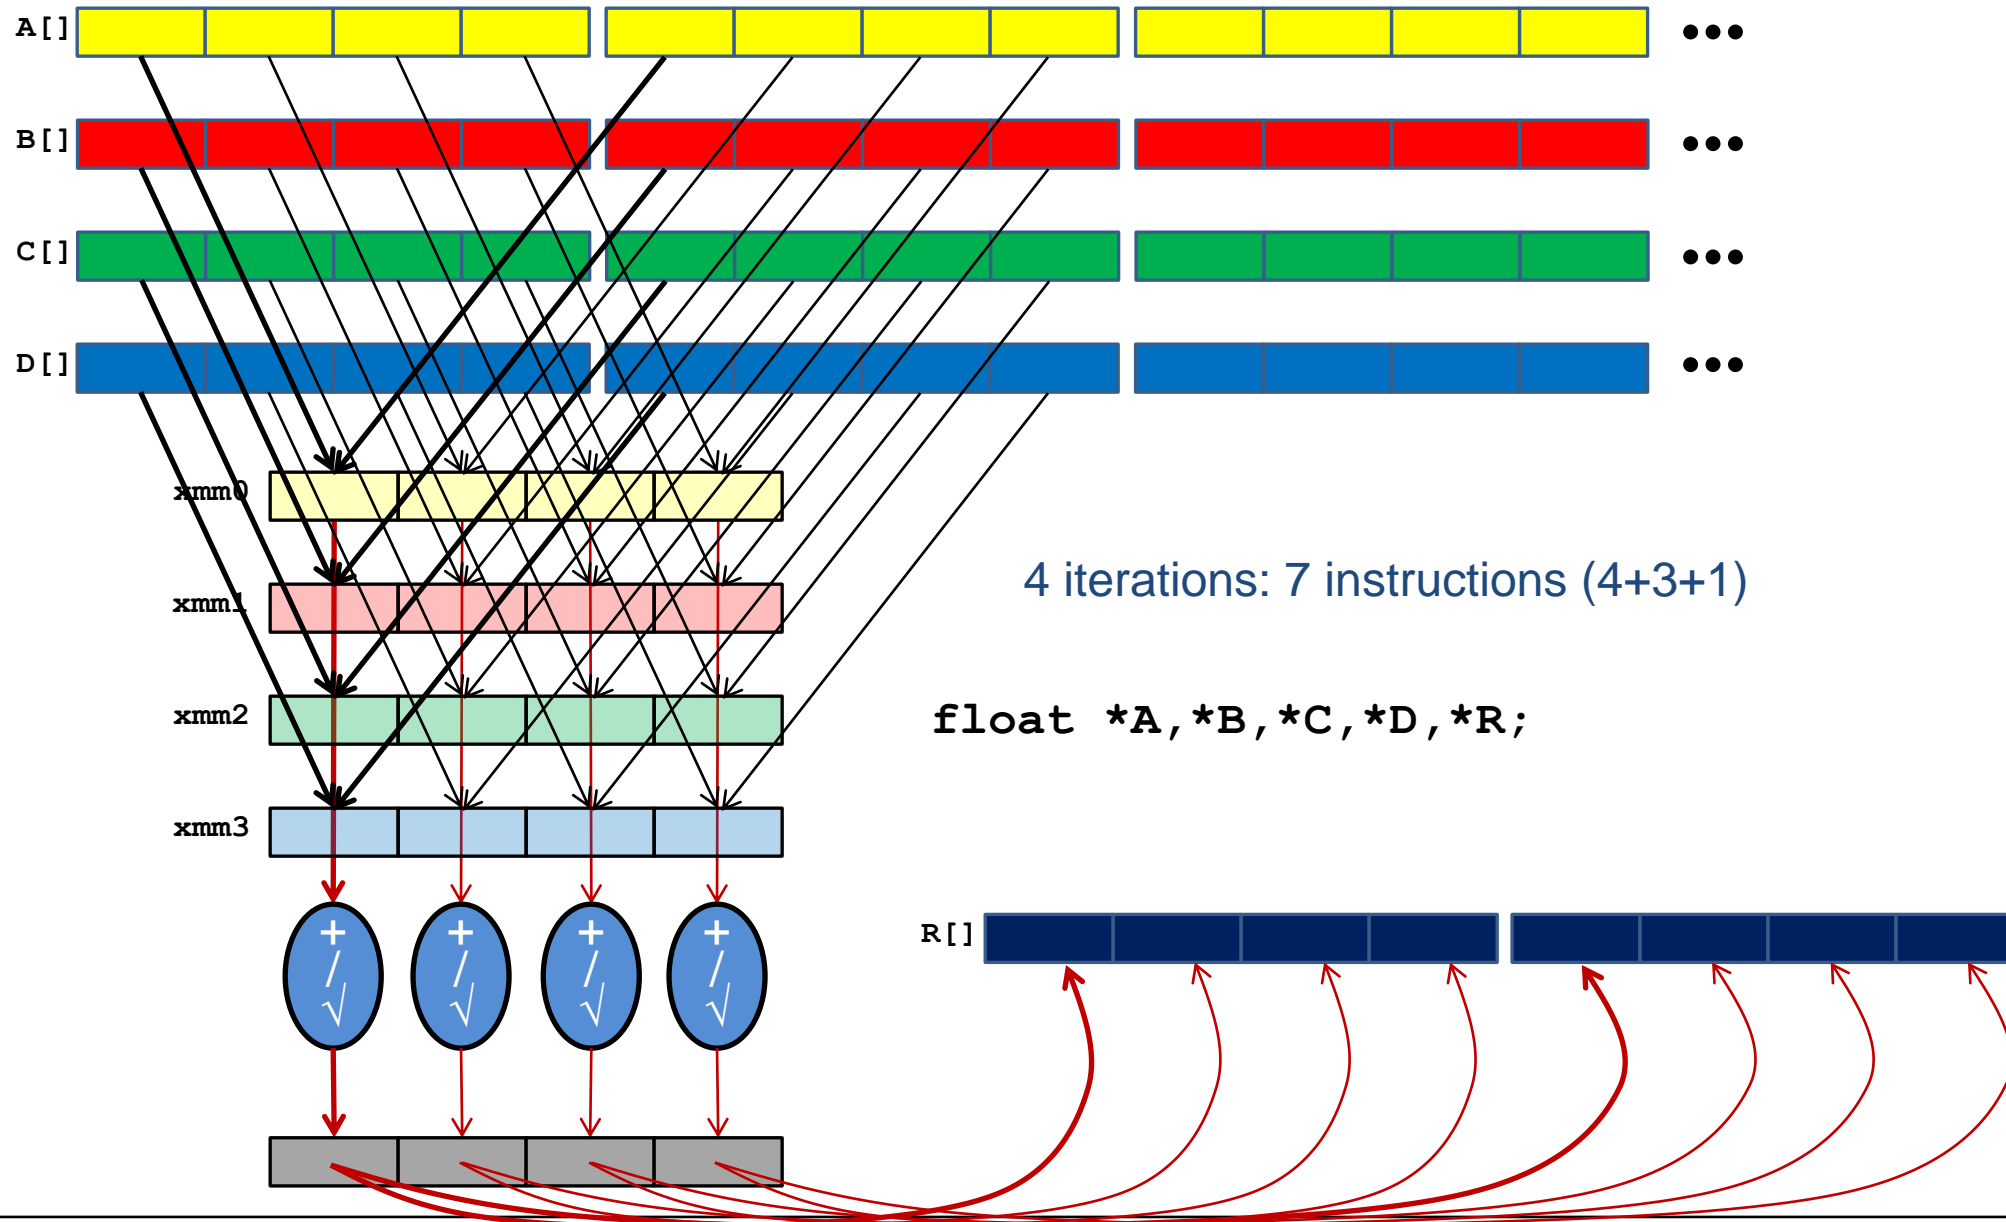 A[]
•••
B[]
•••
C[]
•••
D[]
•••
xmm0
xmm1
4 iterations: 7 instructions (4+3+1)
xmm2
float *A,*B,*C,*D,*R;
xmm3
+ + + +
/ / / /
√ √ √ √
R[]